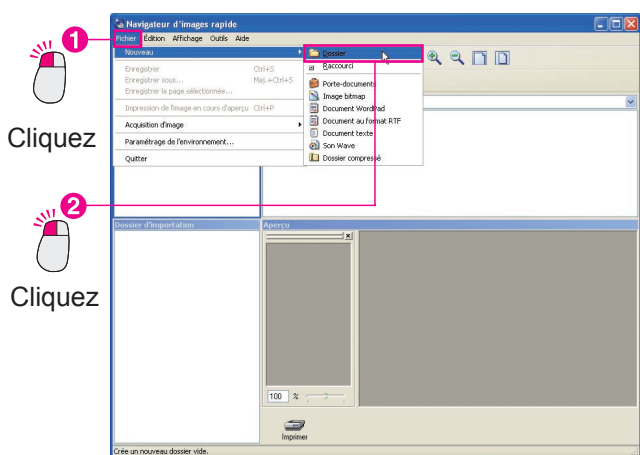 Navigateur d'images rapide
1
Fichier Édition Affichage Outils Aide
Nouveau
Enregistrer Ctrl+S
Enregistrer sous... Maj.+Ctrl+S
Enregistrer la page sélectionnée...
Impression de l'image en cours d'aperçu Ctrl+P
Acquisition d'image
Paramétrage de l'environnement...
Quitter
Dossier
Raccourci
Porte-documents
Image bitmap
Document WordPad
Document au format RTF
Document texte
Son Wave
Dossier compressé
Cliquez
2
Cliquez
Dossier d'importation
Aperçu
100 %
Imprimer
Crée un nouveau dossier vide.